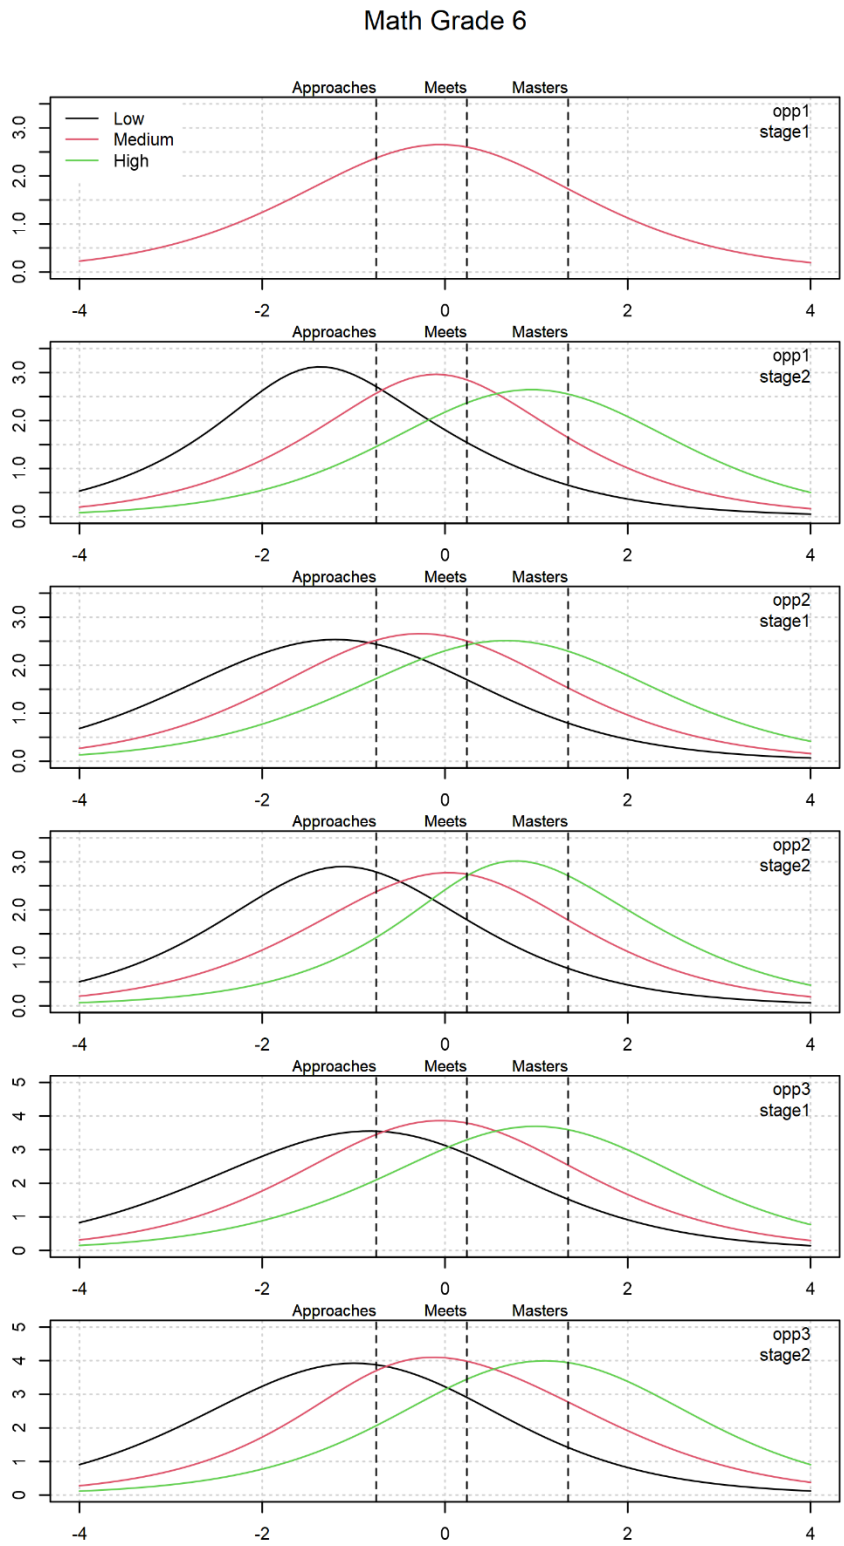 Math Grade 6
Approaches Meets Masters
Low
Medium
High
opp1
stage1
0.0 1.0 2.0 3.0
-4 -2 0 2 4
Approaches Meets Masters
opp1
stage2
0.0 1.0 2.0 3.0
-4 -2 0 2 4
Approaches Meets Masters
opp2
stage1
0.0 1.0 2.0 3.0
-4 -2 0 2 4
Approaches Meets Masters
opp2
stage2
0.0 1.0 2.0 3.0
-4 -2 0 2 4
Approaches Meets Masters
opp3
stage1
0 1 2 3 4 5
-4 -2 0 2 4
Approaches Meets Masters
opp3
stage2
0 1 2 3 4 5
-4 -2 0 2 4